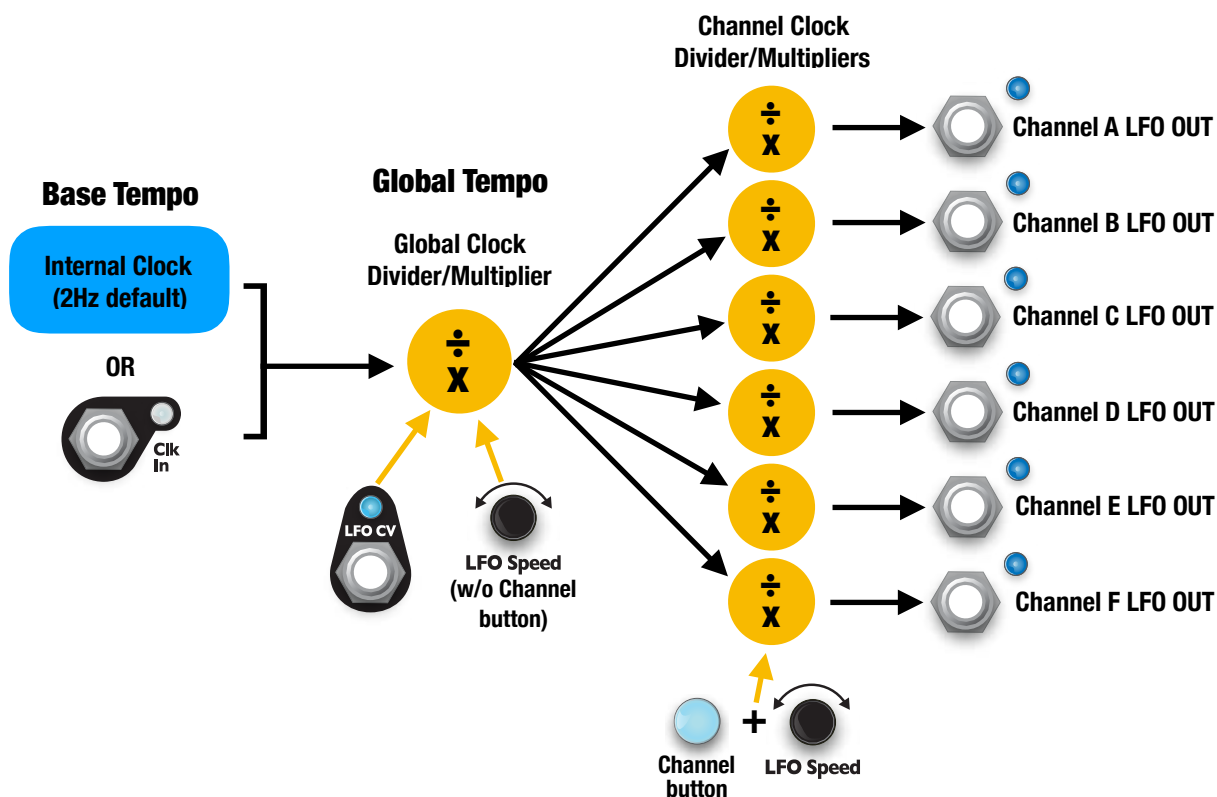 Channel Clock
Divider/Multipliers
÷
x
Channel A LFO OUT
÷
x
Channel B LFO OUT
÷
x
Channel C LFO OUT
÷
x
Channel D LFO OUT
÷
x
Channel E LFO OUT
÷
x
Channel F LFO OUT
Base Tempo
Internal Clock
(2Hz default)
OR
Clk
In
Global Tempo
Global Clock
Divider/Multiplier
÷
x
LFO CV
LFO Speed
(w/o Channel
button)
+
Channel
button
LFO Speed